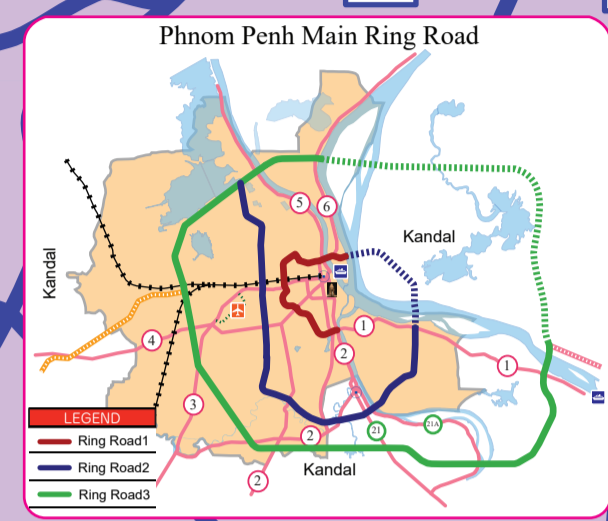 Phnom Penh Main Ring Road
5
6
Kandal
Kandal
1
4
2
1
3
21
21A
2
Kandal
2
LEGEND
Ring Road1
Ring Road2
Ring Road3